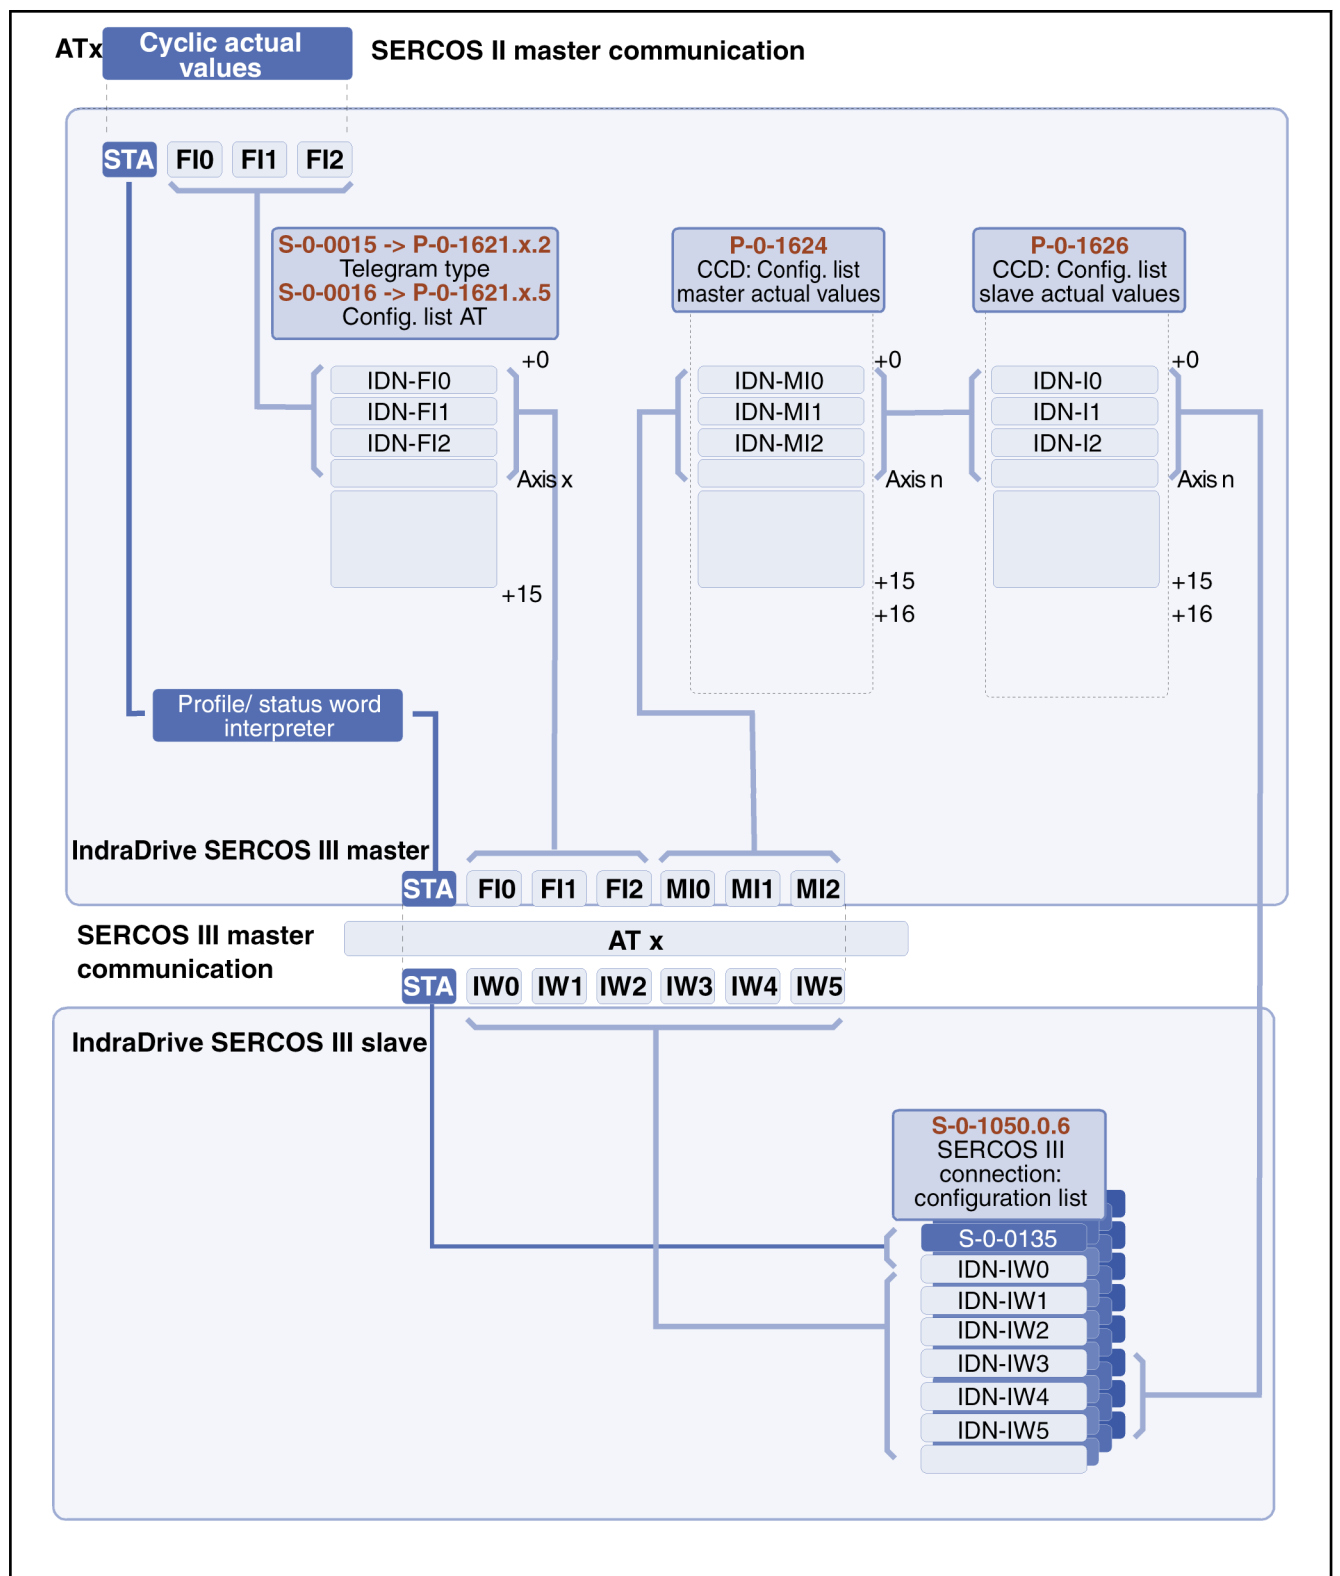 ATx
Cyclic actual
values
SERCOS II master communication
STA
FI0
FI1
FI2
S-0-0015 -> P-0-1621.x.2
Telegram type
S-0-0016 -> P-0-1621.x.5
Config. list AT
P-0-1624
CCD: Config. list
master actual values
P-0-1626
CCD: Config. list
slave actual values
+0
IDN-FI0
IDN-FI1
IDN-FI2
Axis x
+15
+0
IDN-MI0
IDN-MI1
IDN-MI2
Axis n
+15
+16
+0
IDN-I0
IDN-I1
IDN-I2
Axis n
+15
+16
Profile/ status word
interpreter
IndraDrive SERCOS III master
STA
FI0
FI1
FI2
MI0
MI1
MI2
SERCOS III master
communication
AT x
STA
IW0
IW1
IW2
IW3
IW4
IW5
IndraDrive SERCOS III slave
S-0-1050.0.6
SERCOS III
connection:
configuration list
S-0-0135
IDN-IW0
IDN-IW1
IDN-IW2
IDN-IW3
IDN-IW4
IDN-IW5